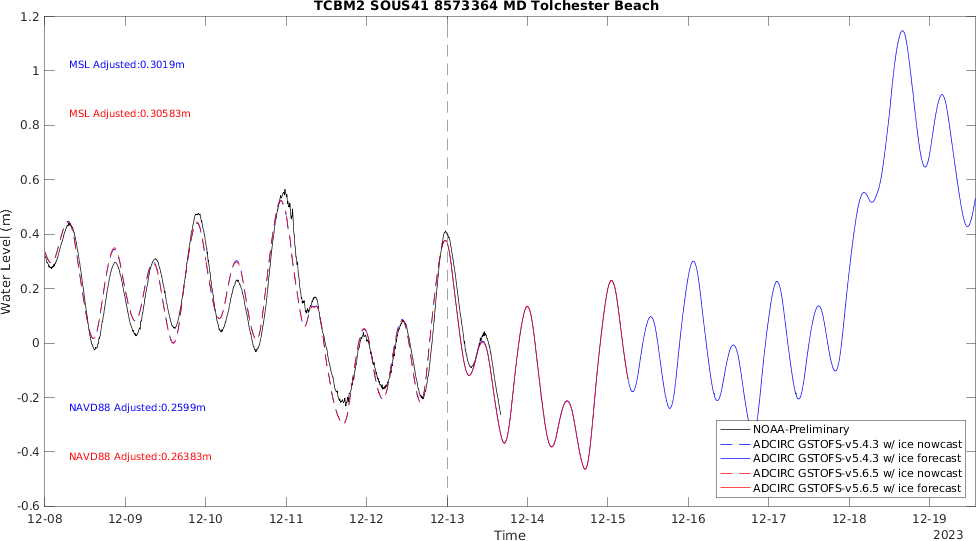 TCBM2 SOUS41 8573364 MD Tolchester Beach
Water Level (m)
1.2
1
0.8
0.6
0.4
0.2
0
-0.2
-0.4
-0.6
MSL Adjusted:0.3019m
MSL Adjusted:0.30583m
NAVD88 Adjusted:0.2599m
NAVD88 Adjusted:0.26383m
NOAA-Preliminary
ADCIRC GSTOFS-v5.4.3 w/ ice nowcast
ADCIRC GSTOFS-v5.4.3 w/ ice forecast
ADCIRC GSTOFS-v5.6.5 w/ ice nowcast
ADCIRC GSTOFS-v5.6.5 w/ ice forecast
12-08 12-09 12-10 12-11 12-12 12-13 12-14 12-15 12-16 12-17 12-18 12-19
Time
2023